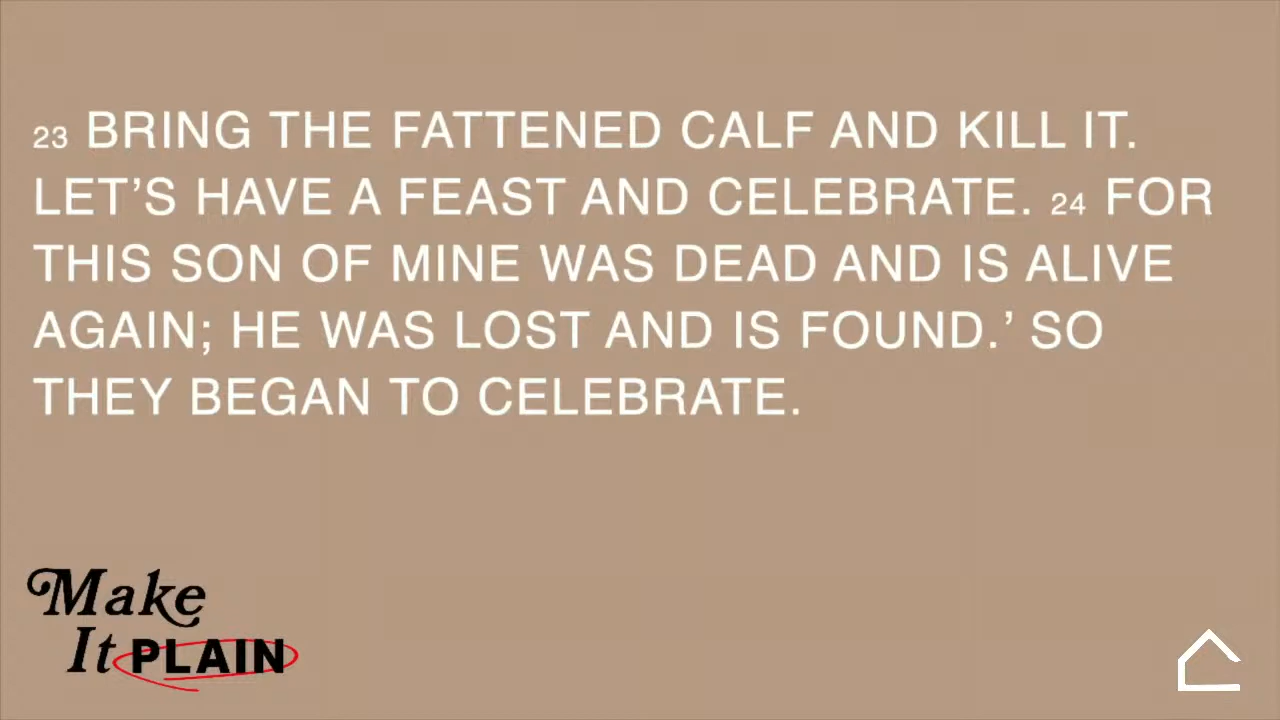 23 BRING THE FATTENED CALF AND KILL IT.
LET’S HAVE A FEAST AND CELEBRATE. 24 FOR
THIS SON OF MINE WAS DEAD AND IS ALIVE
AGAIN; HE WAS LOST AND IS FOUND.’ SO
THEY BEGAN TO CELEBRATE.
Make
It PLAIN